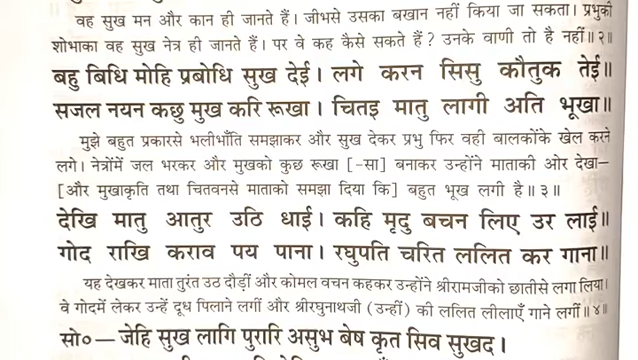 वह सुख मन और कान ही जानते हैं। जीभसे उसका बखान नहीं किया जा सकता। प्रभुकी
शोभाका वह सुख नेत्र ही जानते हैं। पर वे कह कैसे सकते हैं? उनके वाणी तो है नहीं॥२॥
बहु बिधि मोहि प्रबोधि सुख देई। लगे करन सिसु कौतुक तेई॥
सजल नयन कछु मुख करि रूखा। चितइ मातु लागी अति भूखा॥
मुझे बहुत प्रकारसे भलीभाँति समझाकर और सुख देकर प्रभु फिर वही बालकोंके खेल करने
लगे। नेत्रोंमें जल भरकर और मुखको कुछ रूखा [-सा] बनाकर उन्होंने माताकी ओर देखा—
[और मुखाकृति तथा चितवनसे माताको समझा दिया कि] बहुत भूख लगी है॥३॥
देखि मातु आतुर उठि धाई। कहि मृदु बचन लिए उर लाई॥
गोद राखि कराव पय पाना। रघुपति चरित ललित कर गाना॥
यह देखकर माता तुरंत उठ दौड़ीं और कोमल वचन कहकर उन्होंने श्रीरामजीको छातीसे लगा लिया।
वे गोदमें लेकर उन्हें दूध पिलाने लगीं और श्रीरघुनाथजी (उन्हीं) की ललित लीलाएँ गाने लगीं॥४॥
सो०— जेहि सुख लागि पुरारि असुभ बेष कृत सिव सुखद।